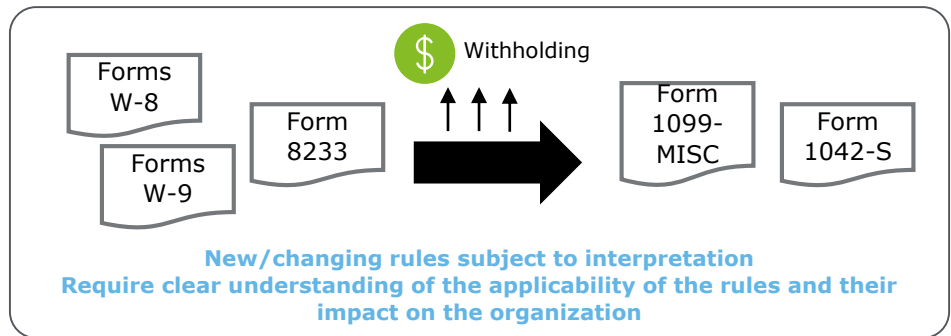 Forms
W-8
Forms
W-9
Form
8233
$ Withholding
Form
1099-
MISC
Form
1042-S
New/changing rules subject to interpretation
Require clear understanding of the applicability of the rules and their
impact on the organization